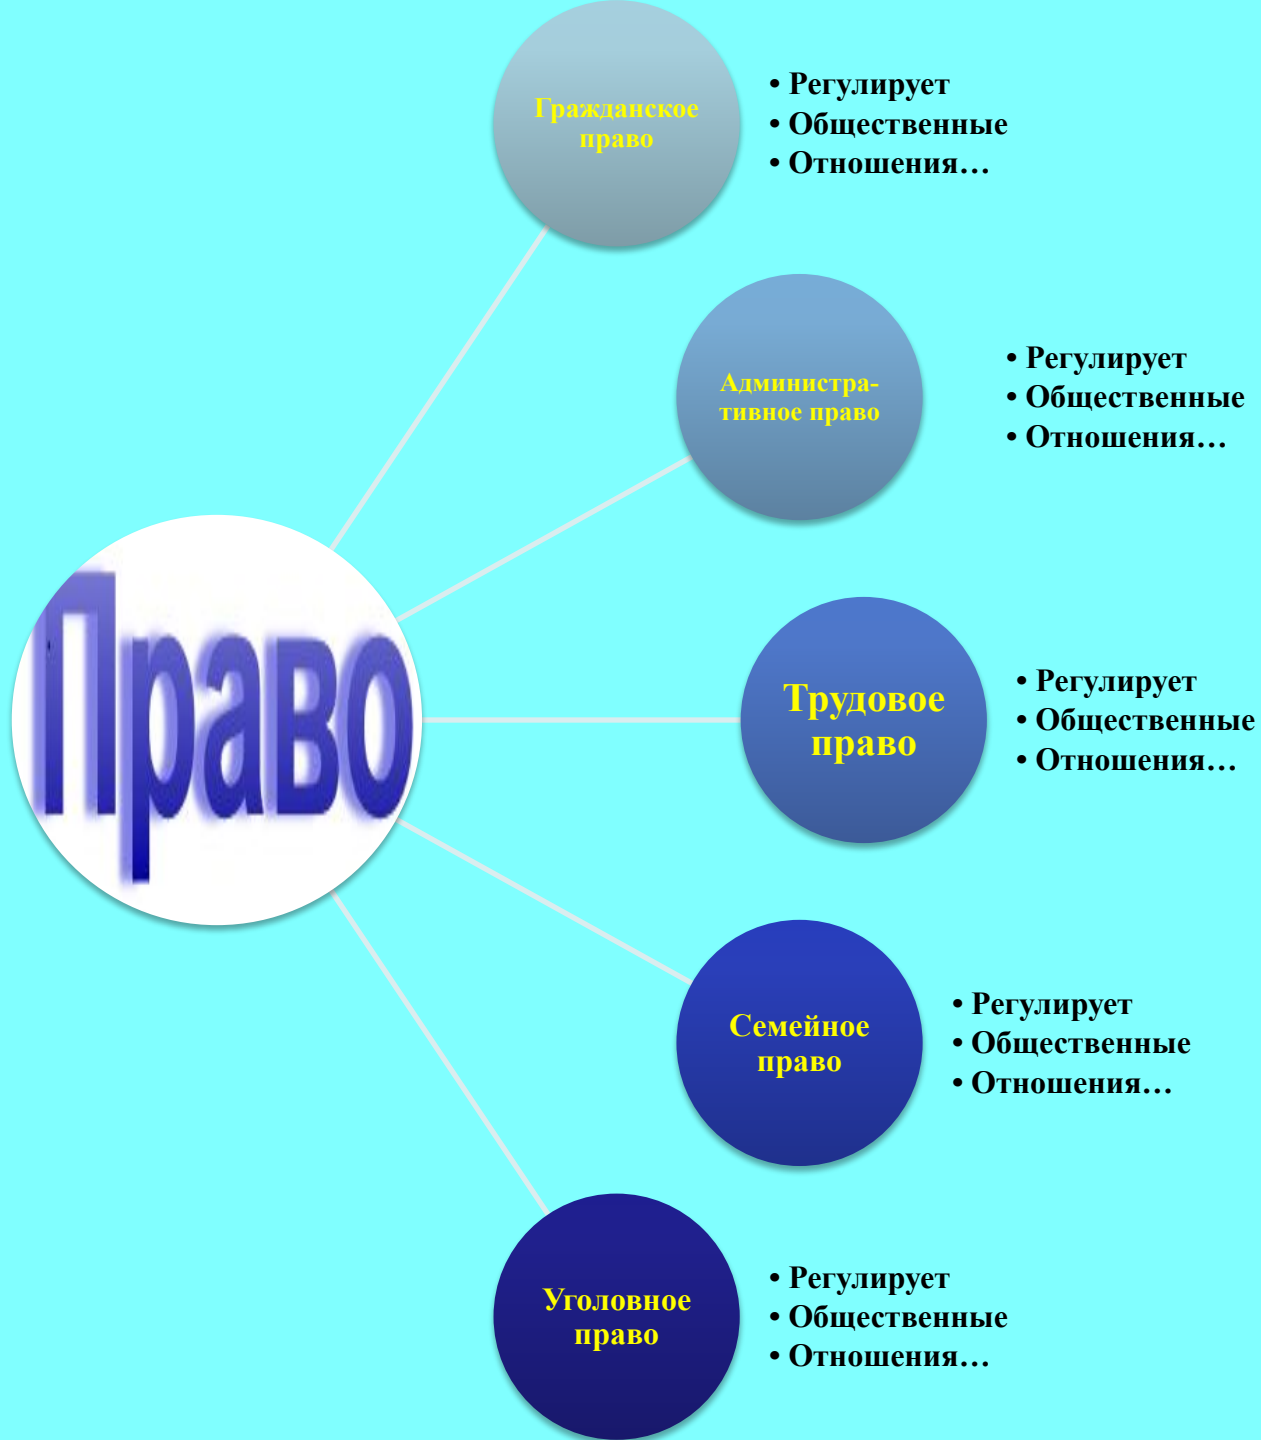 Право
Гражданское
право
• Регулирует
• Общественные
• Отношения…
Администра-
тивное право
• Регулирует
• Общественные
• Отношения…
Трудовое
право
• Регулирует
• Общественные
• Отношения…
Семейное
право
• Регулирует
• Общественные
• Отношения…
Уголовное
право
• Регулирует
• Общественные
• Отношения…